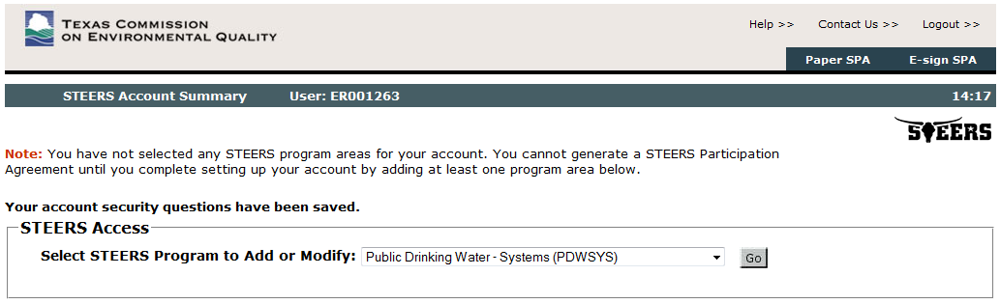 TEXAS COMMISSION
ON ENVIRONMENTAL QUALITY
Help >> Contact Us >> Logout >>
Paper SPA E-sign SPA
STEERS Account Summary User: ER001263 14:17
STEERS
Note: You have not selected any STEERS program areas for your account. You cannot generate a STEERS Participation
Agreement until you complete setting up your account by adding at least one program area below.
Your account security questions have been saved.
STEERS Access
Select STEERS Program to Add or Modify: Public Drinking Water - Systems (PDWSYS) Go